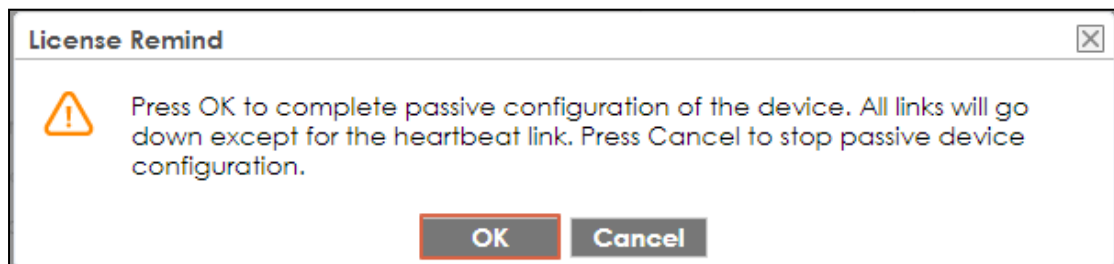 License Remind
Press OK to complete passive configuration of the device. All links will go
down except for the heartbeat link. Press Cancel to stop passive device
configuration.
OK Cancel